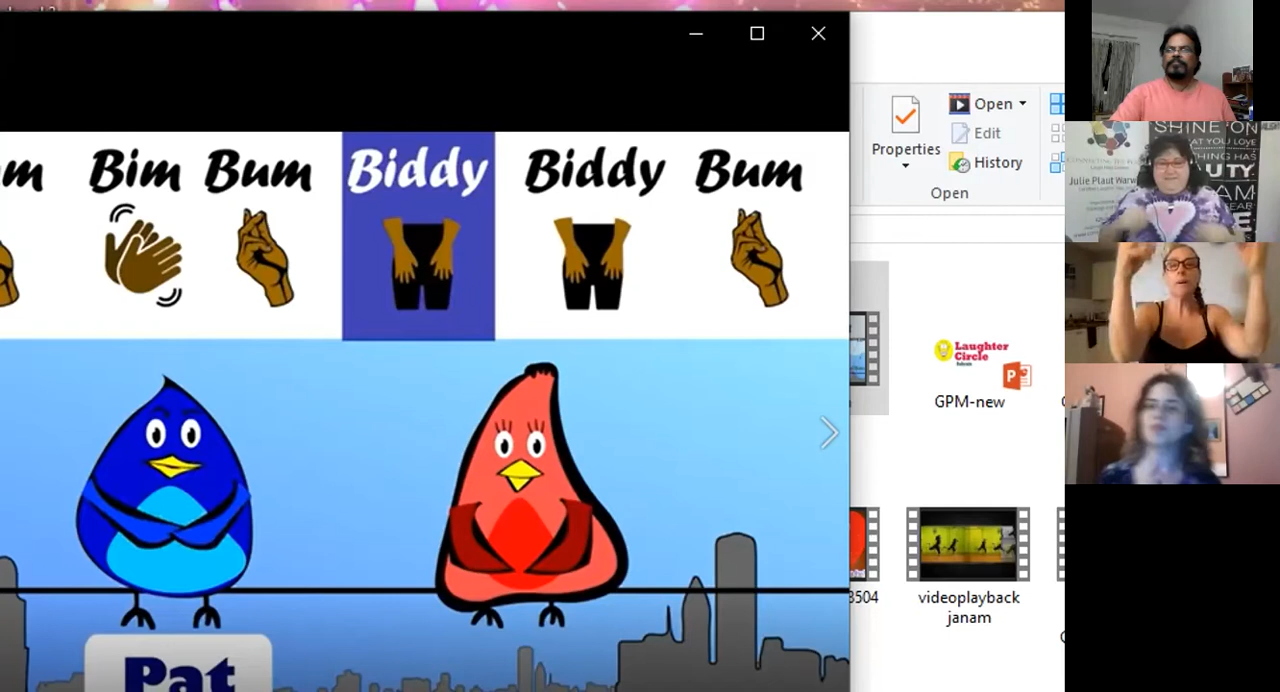 Bim Bum Biddy Biddy Bum
Pat
Properties
Open
Edit
History
Open
Laughter
Circle
P
GPM-new
3504
videoplayback
janam
SHINE ON
Julie Plaut Warw